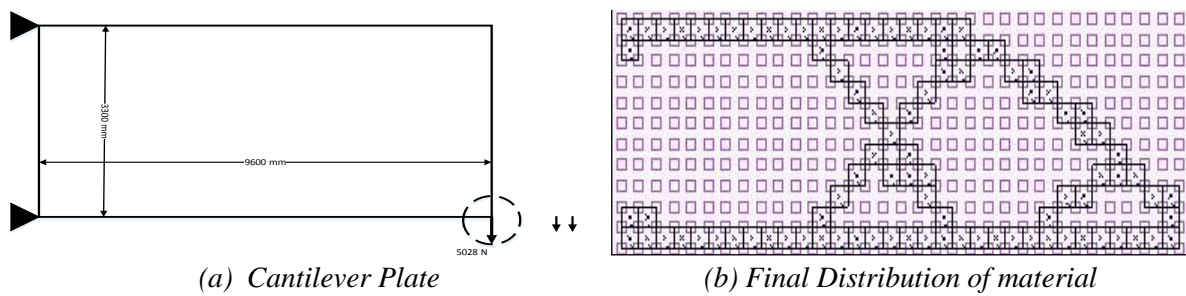 3300 mm
9600 mm
5028 N
(a) Cantilever Plate
(b) Final Distribution of material